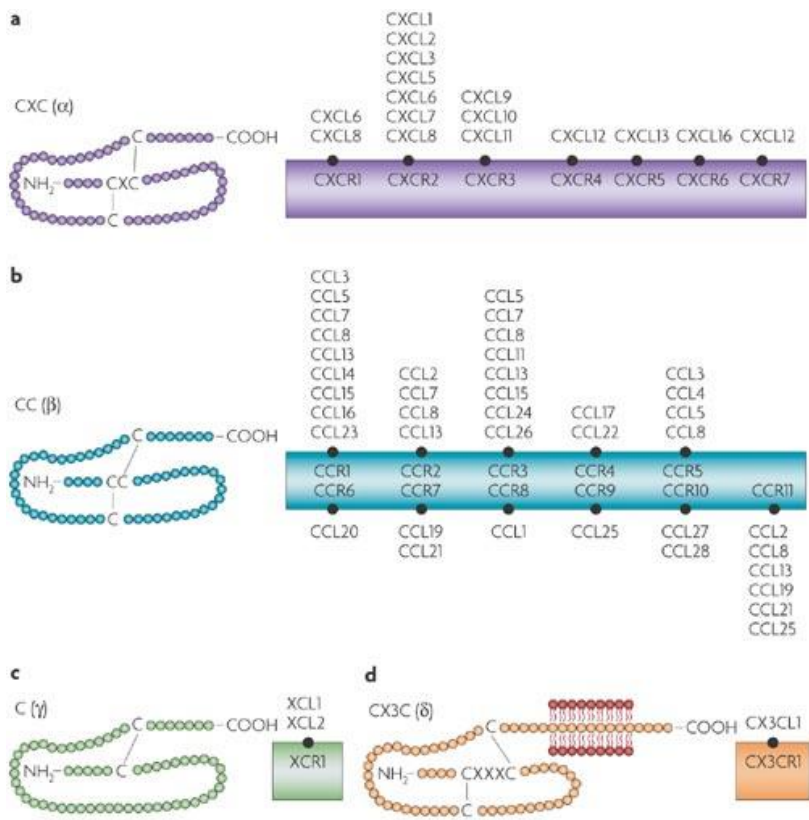 a
CXC (α)
C
COOH
NH2
CXC
C
CXCL6
CXCL8
CXCR1
CXCL1
CXCL2
CXCL3
CXCL5
CXCL6
CXCL7
CXCL8
CXCR2
CXCL9
CXCL10
CXCL11
CXCR3
CXCL12
CXCR4
CXCL13
CXCR5
CXCL16
CXCR6
CXCL12
CXCR7
b
CC (β)
C
COOH
NH2
CC
C
CCL3
CCL5
CCL7
CCL8
CCL13
CCL14
CCL15
CCL16
CCL23
CCR1
CCR6
CCL20
CCL2
CCL7
CCL8
CCL13
CCR2
CCR7
CCL19
CCL21
CCL5
CCL7
CCL8
CCL11
CCL13
CCL15
CCL24
CCL26
CCR3
CCR8
CCL1
CCL17
CCL22
CCR4
CCR9
CCL25
CCL3
CCL4
CCL5
CCL8
CCR5
CCR10
CCL27
CCL28
CCR11
CCL2
CCL8
CCL13
CCL19
CCL21
CCL25
c
C (γ)
C
COOH
NH2
C
XCL1
XCL2
XCR1
d
CX3C (δ)
C
COOH
NH2
CXXXC
C
CX3CL1
CX3CR1